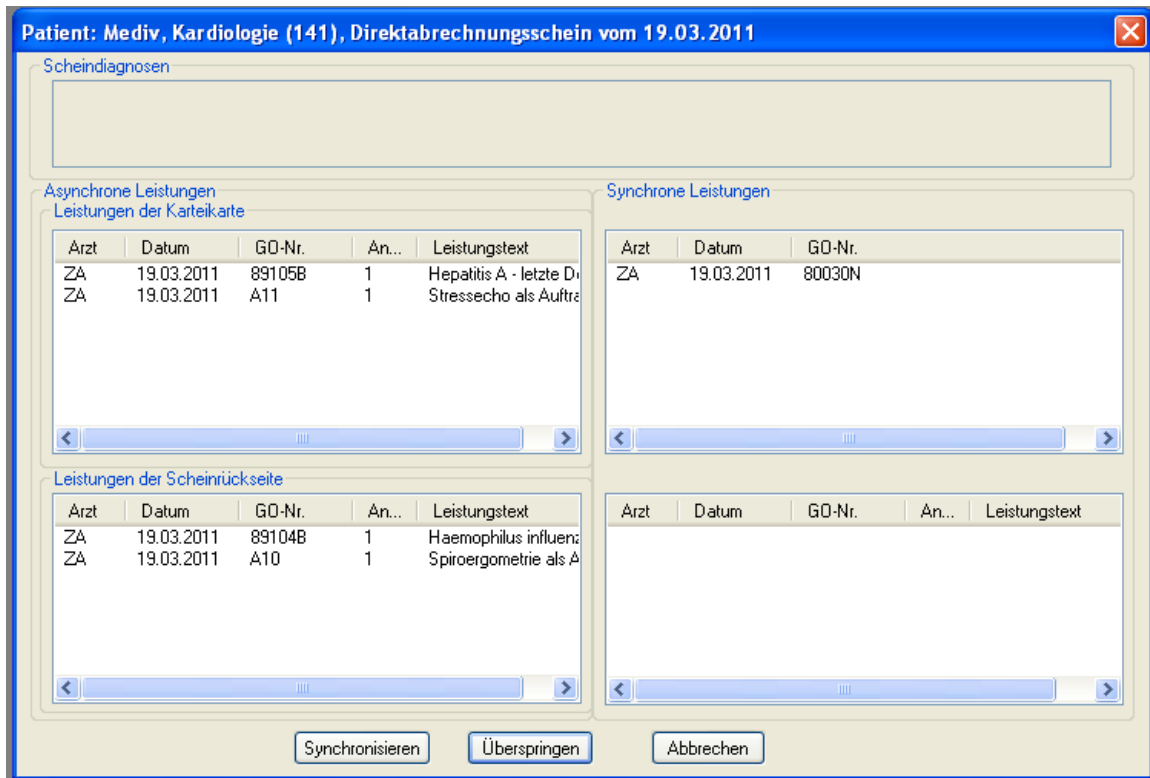 Patient: Mediv, Kardiologie (141), Direktabrechnungsschein vom 19.03.2011
Scheindiagnosen
Asynchrone Leistungen
Leistungen der Karteikarte
Arzt Datum GO-Nr. An... Leistungstext
ZA 19.03.2011 89105B 1 Hepatitis A - letzte D
ZA 19.03.2011 A11 1 Stressecho als Auftra
Synchrone Leistungen
Arzt Datum GO-Nr.
ZA 19.03.2011 80030N
Leistungen der Scheinrückseite
Arzt Datum GO-Nr. An... Leistungstext
ZA 19.03.2011 89104B 1 Haemophilus influenz
ZA 19.03.2011 A10 1 Spiroergometrie als A
Arzt Datum GO-Nr. An... Leistungstext
Synchronisieren Überspringen Abbrechen